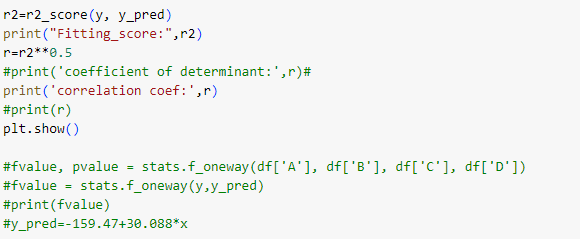 r2=r2_score(y, y_pred)
print("Fitting_score:",r2)
r=r2**0.5
#print('coefficient of determinant:',r)#
print('correlation coef:',r)
#print(r)
plt.show()
#fvalue, pvalue = stats.f_oneway(df['A'], df['B'], df['C'], df['D'])
#fvalue = stats.f_oneway(y,y_pred)
#print(fvalue)
#y_pred=-159.47+30.088*x